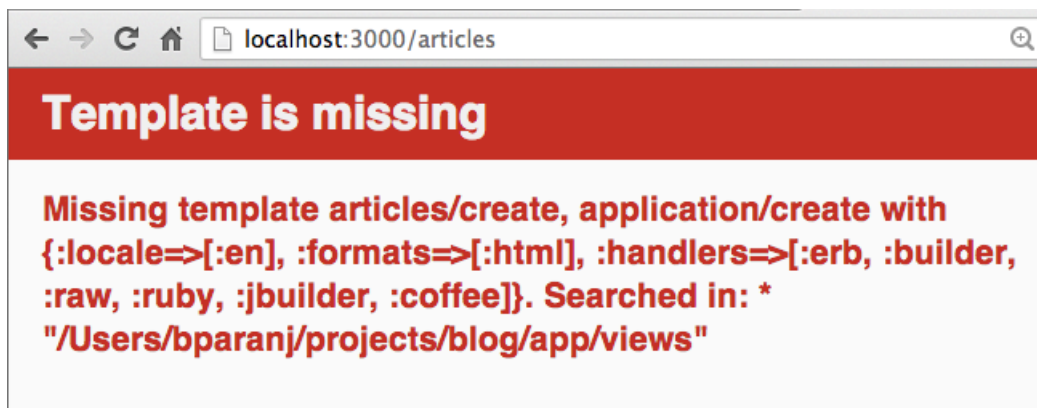 localhost:3000/articles
Template is missing
Missing template articles/create, application/create with
{:locale=>[:en], :formats=>[:html], :handlers=>[:erb, :builder,
:raw, :ruby, :jbuilder, :coffee]}. Searched in: *
"/Users/bparanj/projects/blog/app/views"